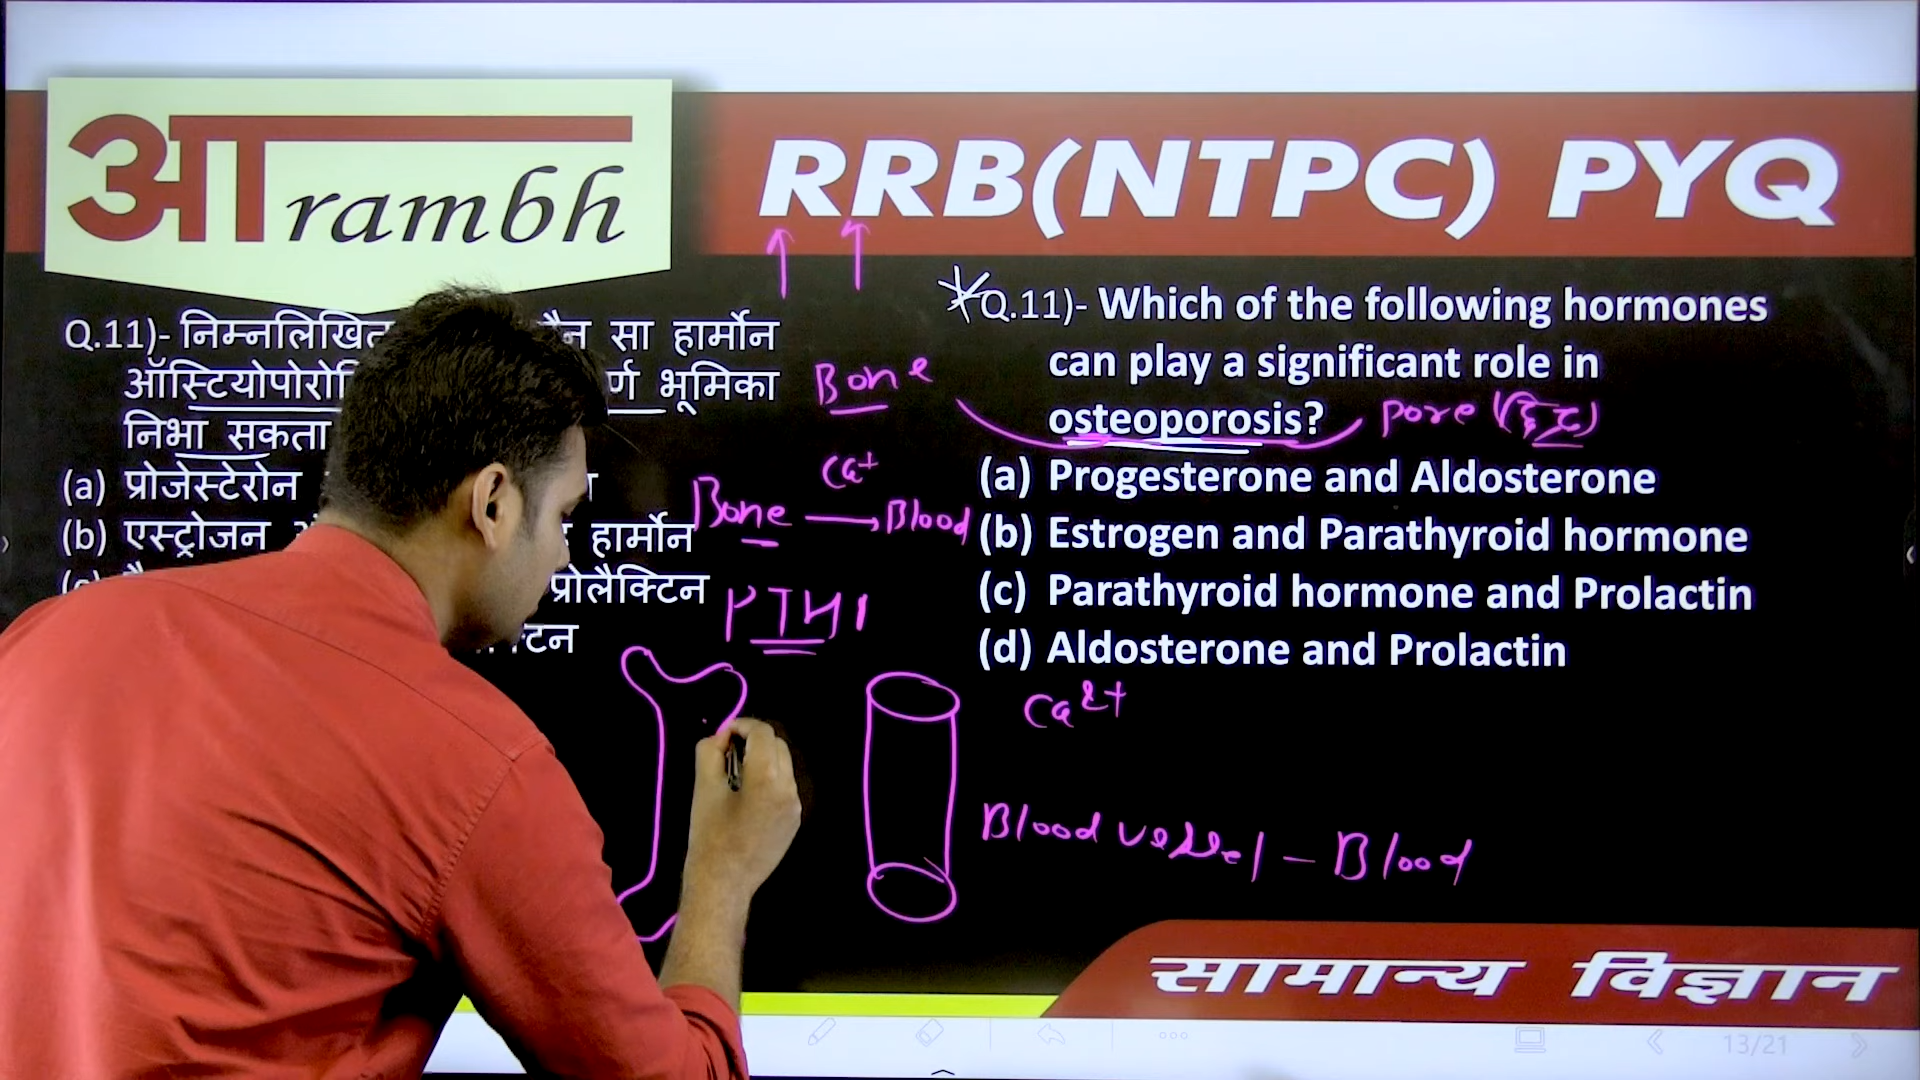 आrambh
RRB(NTPC) PYQ
Q.11)- हार्मोन
भूमिका
निभा सकता
(a) प्रोजेस्टेरोन
(b) एस्ट्रोजन हार्मोन
प्रोलैक्टिन
Q.11)- Which of the following hormones
can play a significant role in
osteoporosis?
(a) Progesterone and Aldosterone
(b) Estrogen and Parathyroid hormone
(c) Parathyroid hormone and Prolactin
(d) Aldosterone and Prolactin
Bone
pore
Ca+
Bone → Blood
PTH
Ca2+
Blood vessel - Blood
सामान्य विज्ञान
13/21